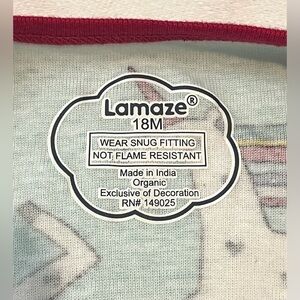 Lamaze®
18M
WEAR SNUG FITTING
NOT FLAME RESISTANT
Made in India
Organic
Exclusive of Decoration
RN# 149025